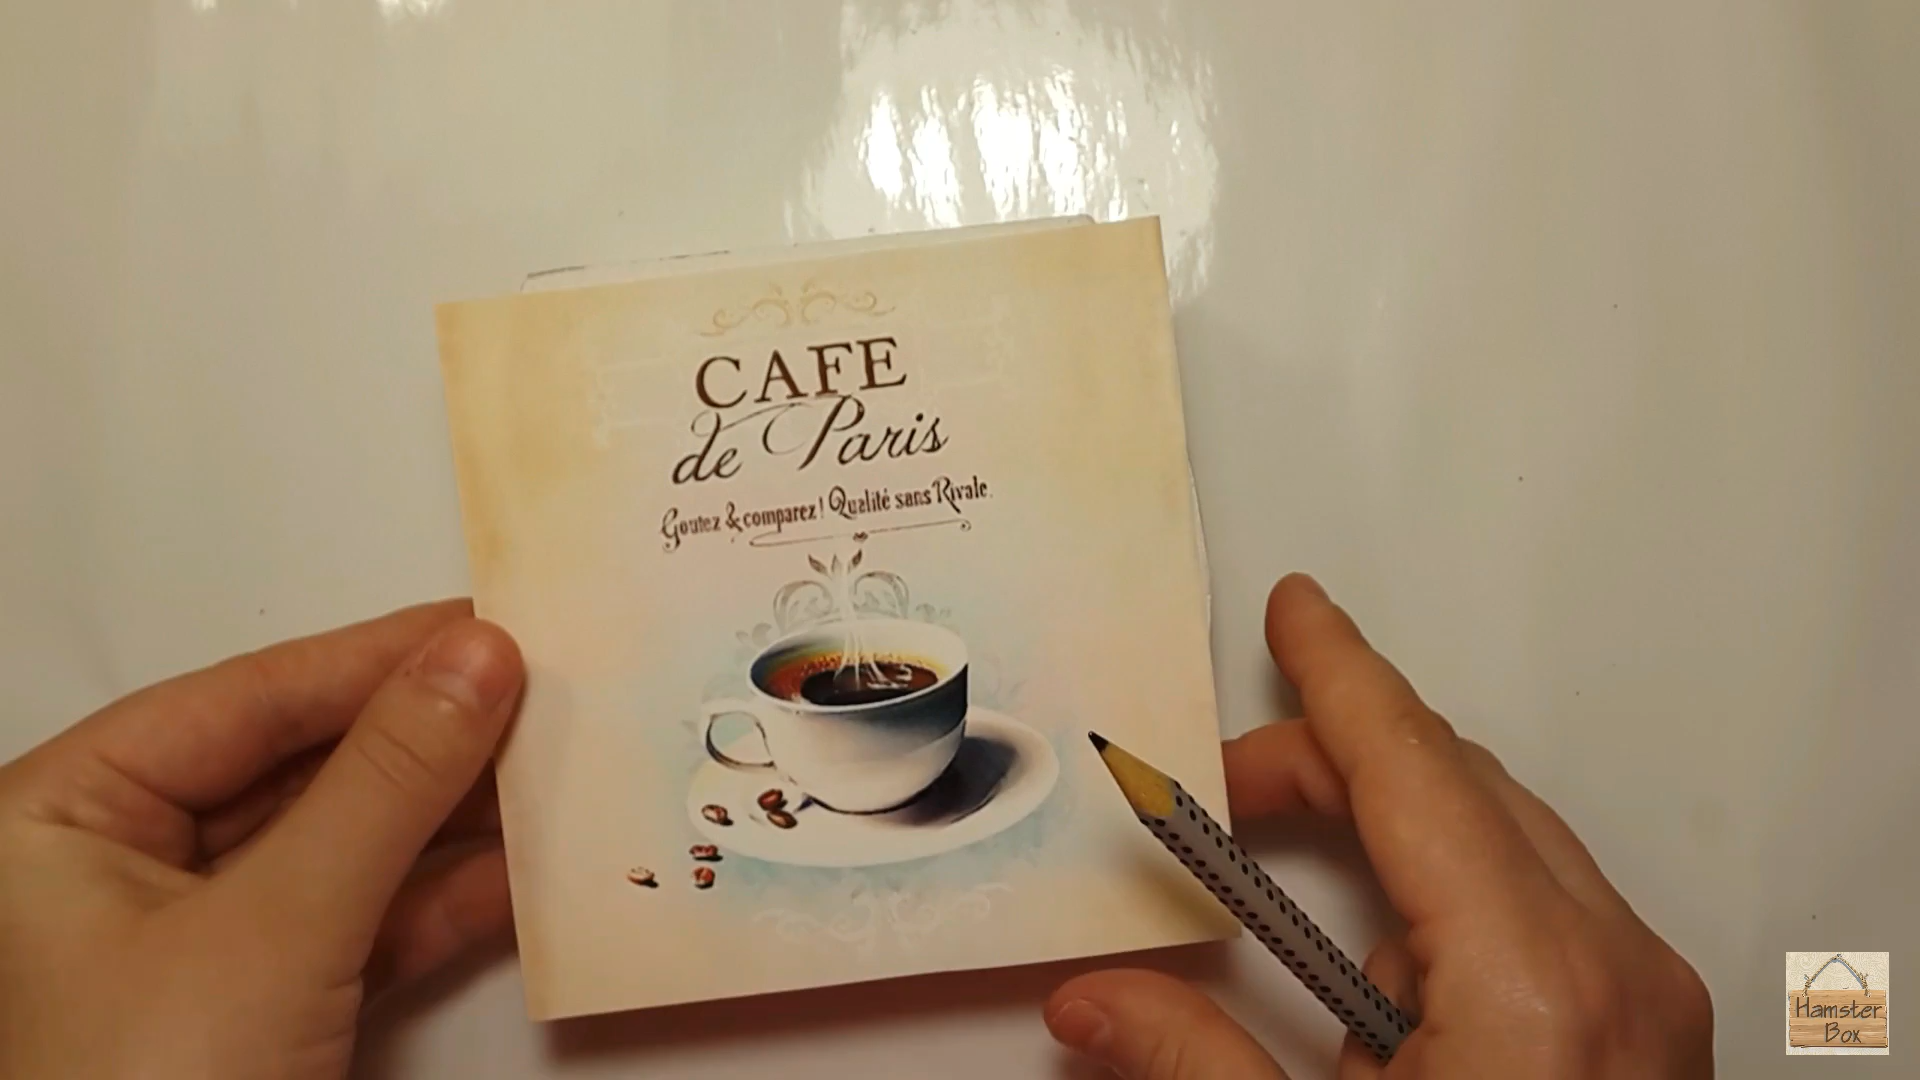 CAFE
de Paris
Goutez & comparez! Qualité sans Rivale.
Hamster
Box